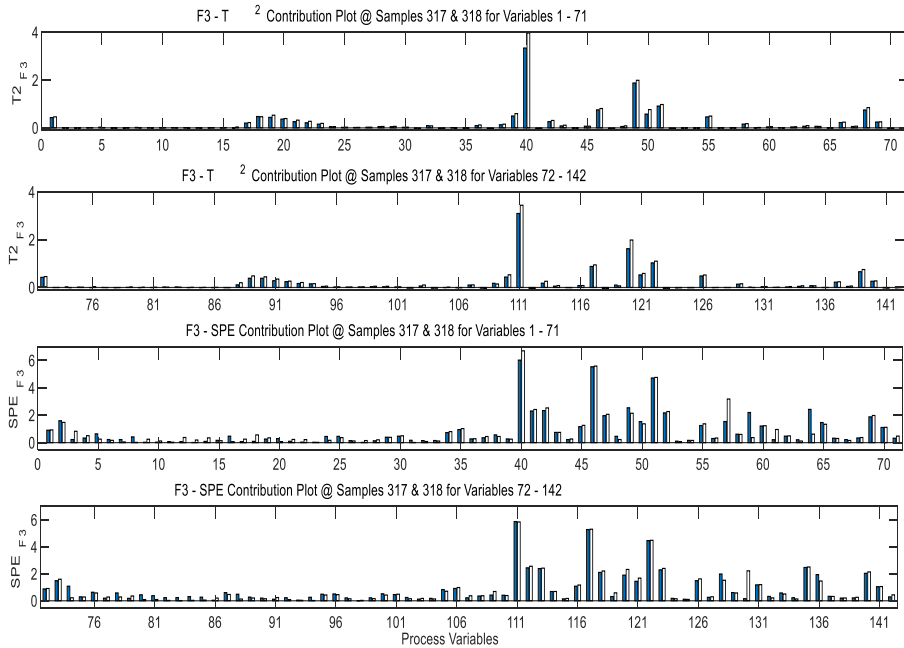 F3 - T 2 Contribution Plot @ Samples 317 & 318 for Variables 1 - 71
4
2
0
T2 F3
0 5 10 15 20 25 30 35 40 45 50 55 60 65 70
F3 - T 2 Contribution Plot @ Samples 317 & 318 for Variables 72 - 142
4
2
0
T2 F3
76 81 86 91 96 101 106 111 116 121 126 131 136 141
F3 - SPE Contribution Plot @ Samples 317 & 318 for Variables 1 - 71
6
4
2
0
SPE F3
0 5 10 15 20 25 30 35 40 45 50 55 60 65 70
F3 - SPE Contribution Plot @ Samples 317 & 318 for Variables 72 - 142
6
4
2
0
SPE F3
76 81 86 91 96 101 106 111 116 121 126 131 136 141
Process Variables